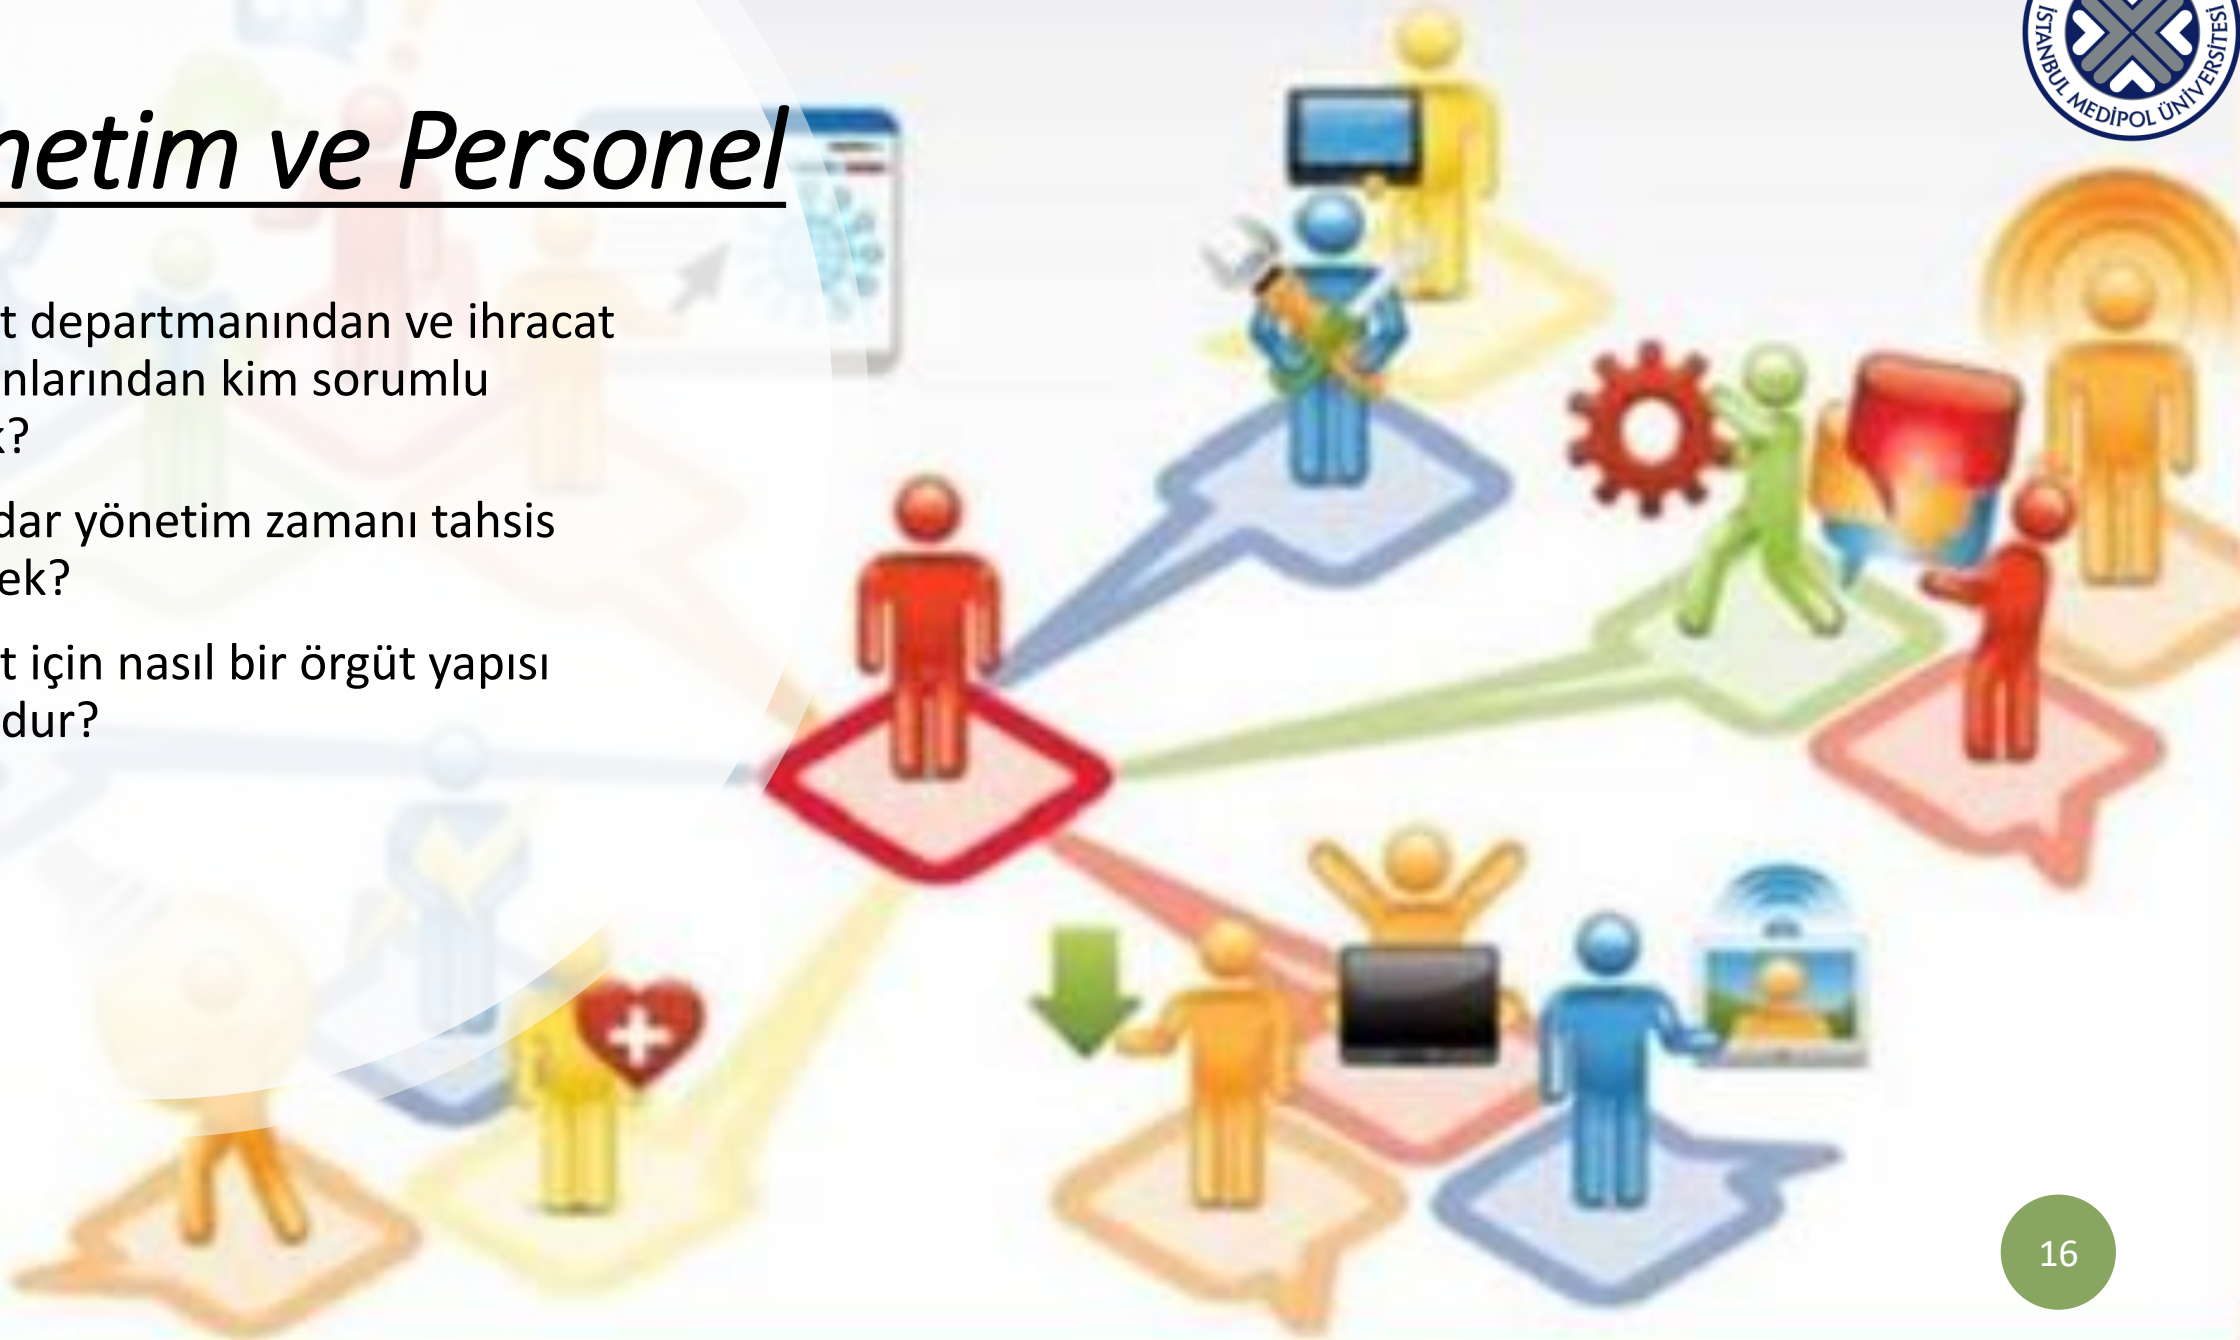 İSTANBUL MEDİPOL ÜNİVERSİTESİ
netim ve Personel
t departmanından ve ihracat
nlarından kim sorumlu
k?
dar yönetim zamanı tahsis
ek?
t için nasıl bir örgüt yapısı
dur?
16